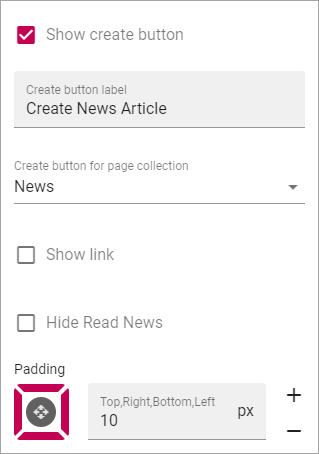 Show create button
Create button label
Create News Article
Create button for page collection
News
Show link
Hide Read News
Padding
Top,Right,Bottom,Left
10 px